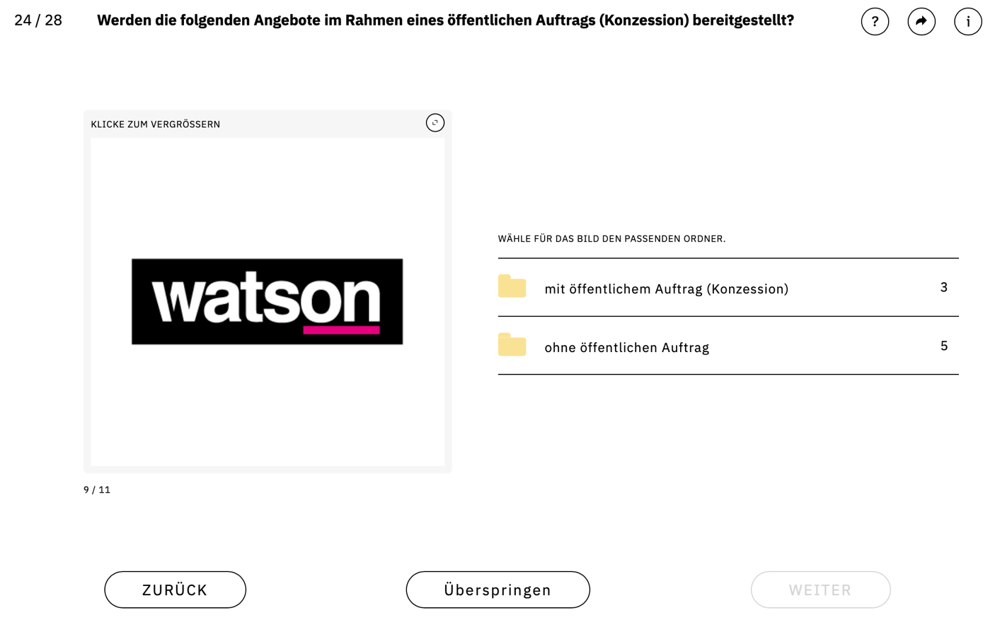 24 / 28
Werden die folgenden Angebote im Rahmen eines öffentlichen Auftrags (Konzession) bereitgestellt?
?
i
KLICKE ZUM VERGRÖSSERN
watson
9 / 11
WÄHLE FÜR DAS BILD DEN PASSENDEN ORDNER.
mit öffentlichem Auftrag (Konzession) 3
ohne öffentlichen Auftrag 5
ZURÜCK
Überspringen
WEITER